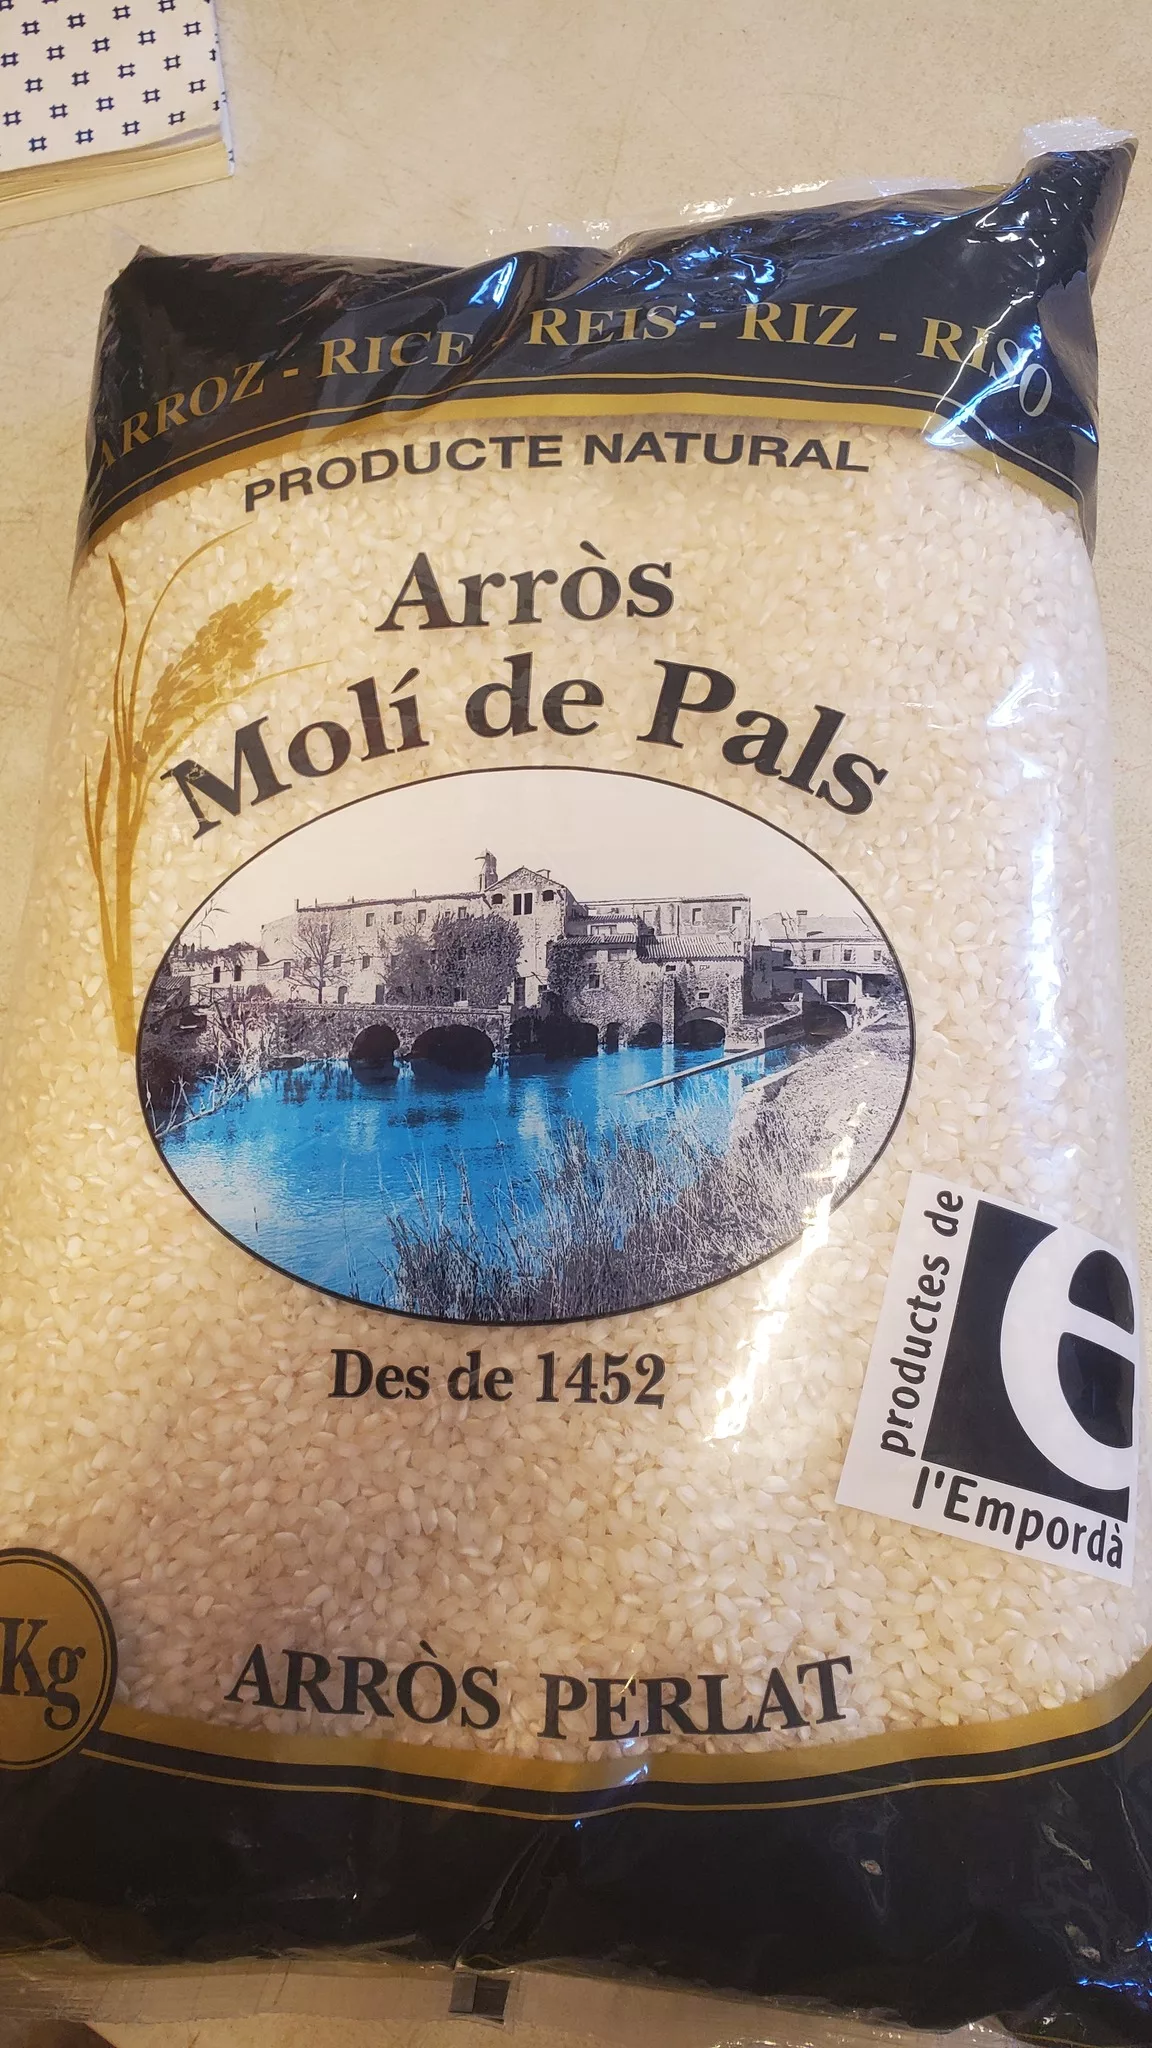 ARROZ - RICE - REIS - RIZ - RISO
PRODUCTE NATURAL
Arròs
Molí de Pals
Des de 1452
productes de
e
l'Empordà
Kg
ARRÒS PERLAT